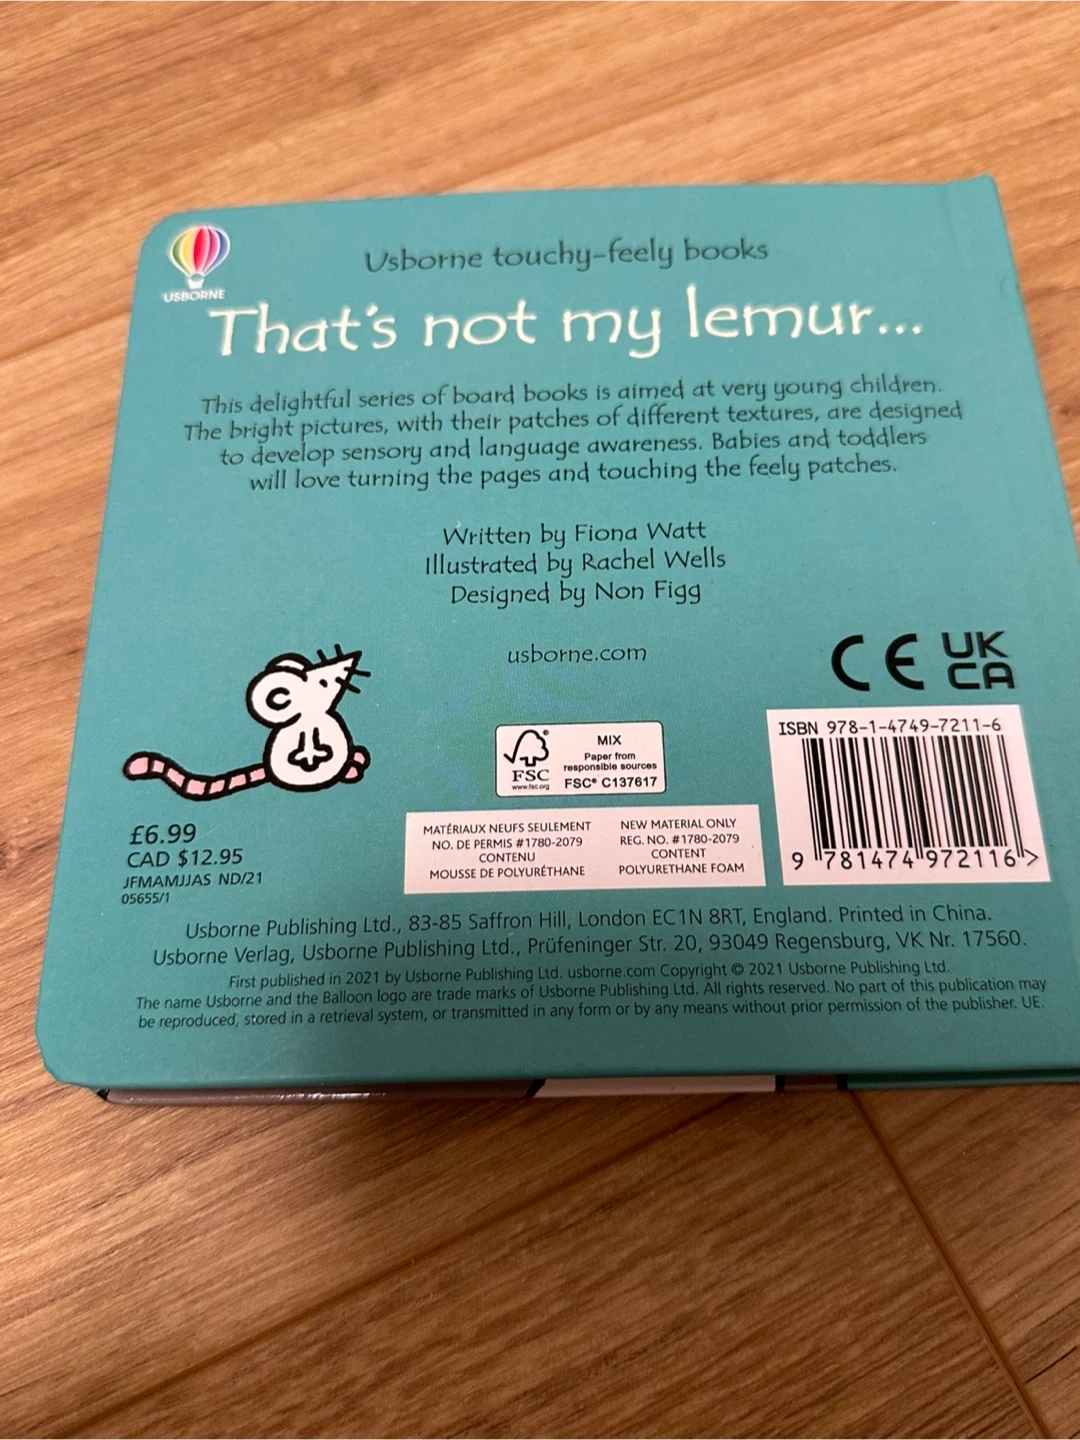 Usborne touchy-feely books
USBORNE
That's not my lemur...
This delightful series of board books is aimed at very young children.
The bright pictures, with their patches of different textures, are designed
to develop sensory and language awareness. Babies and toddlers
will love turning the pages and touching the feely patches.
Written by Fiona Watt
Illustrated by Rachel Wells
Designed by Non Figg
usborne.com
CE
UK
CA
ISBN 978-1-4749-7211-6
9 781474 972116 >
FSC®
www.fsc.org
MIX
Paper from
responsible sources
FSC® C137617
£6.99
CAD $12.95
JFMAMJJAS ND/21
05655/1
MATÉRIAUX NEUFS SEULEMENT
NO. DE PERMIS #1780-2079
CONTENU
MOUSSE DE POLYURÉTHANE
NEW MATERIAL ONLY
REG. NO. #1780-2079
CONTENT
POLYURETHANE FOAM
Usborne Publishing Ltd., 83-85 Saffron Hill, London EC1N 8RT, England. Printed in China.
Usborne Verlag, Usborne Publishing Ltd., Prüfeninger Str. 20, 93049 Regensburg, VK Nr. 17560.
First published in 2021 by Usborne Publishing Ltd. usborne.com Copyright © 2021 Usborne Publishing Ltd.
The name Usborne and the Balloon logo are trade marks of Usborne Publishing Ltd. All rights reserved. No part of this publication may
be reproduced, stored in a retrieval system, or transmitted in any form or by any means without prior permission of the publisher. UE.